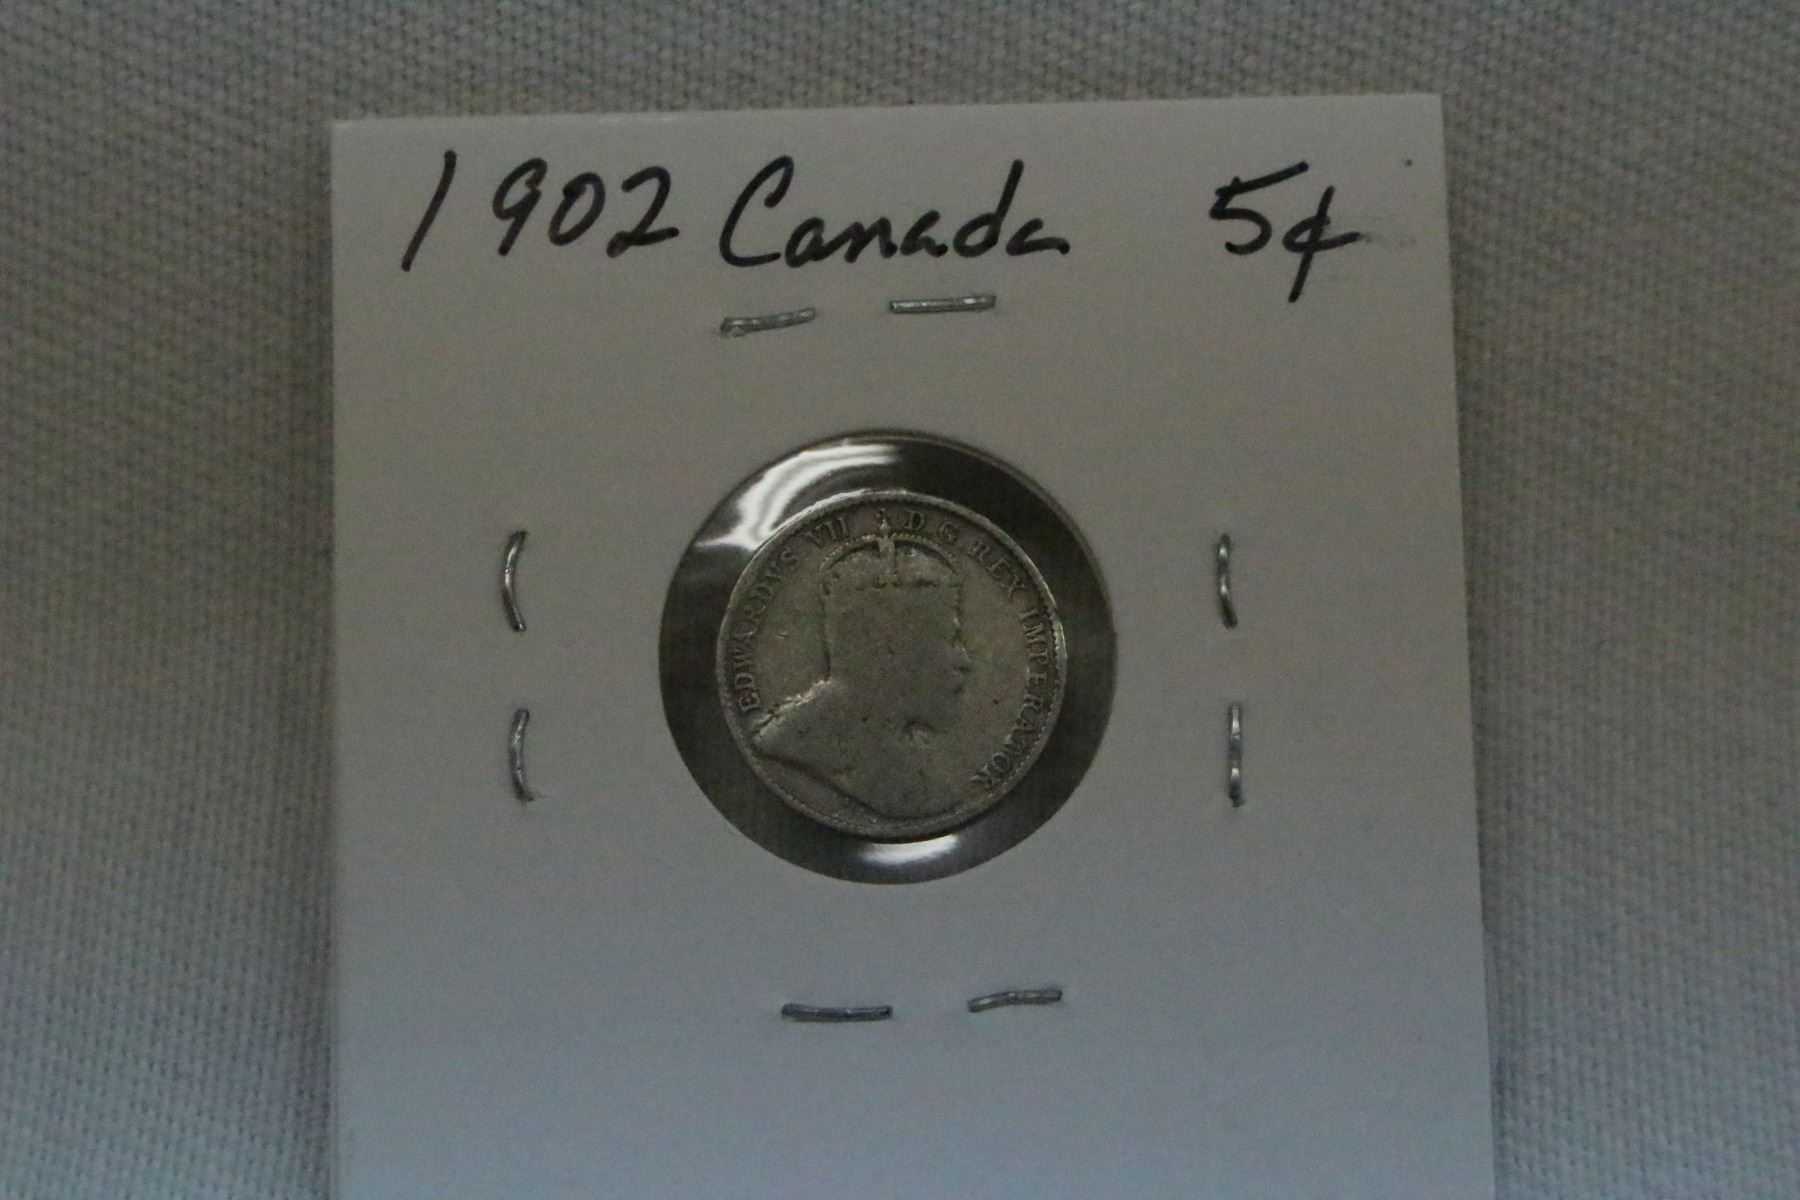 1902 Canada 5¢
EDWARDVS VII D G REX IMPERATOR